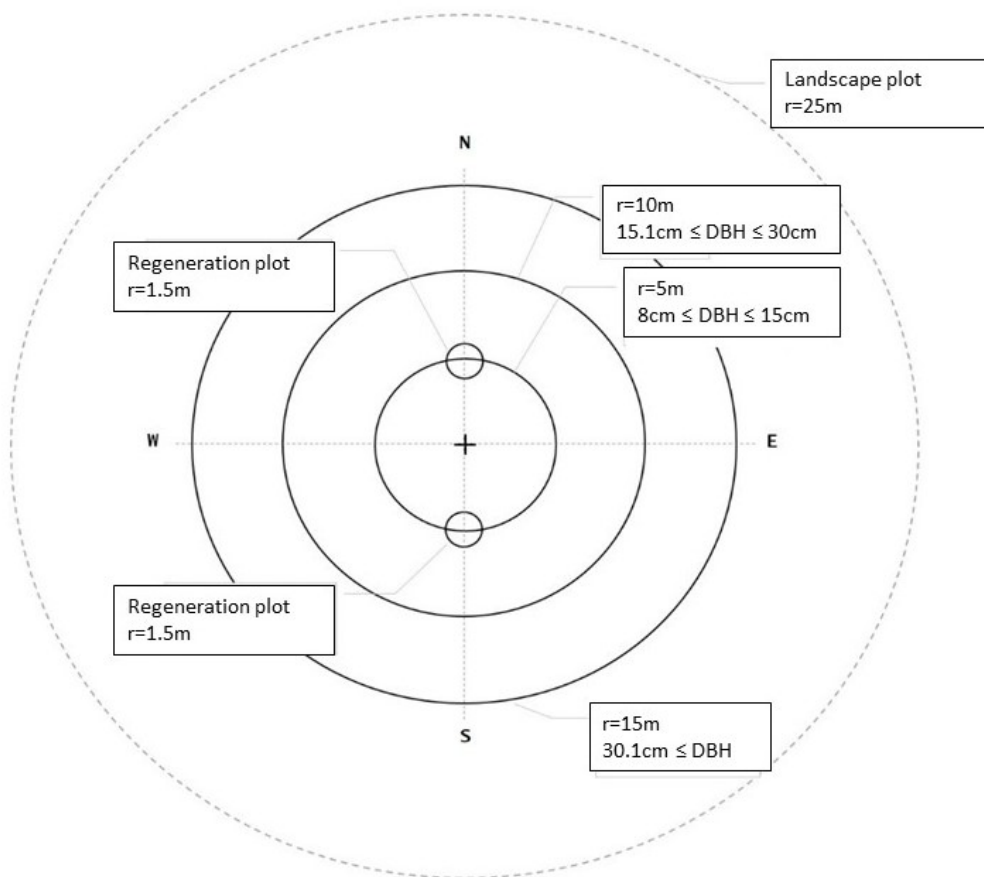 Landscape plot
r=25m
N
r=10m
15.1cm ≤ DBH ≤ 30cm
Regeneration plot
r=1.5m
r=5m
8cm ≤ DBH ≤ 15cm
W
E
Regeneration plot
r=1.5m
r=15m
30.1cm ≤ DBH
S